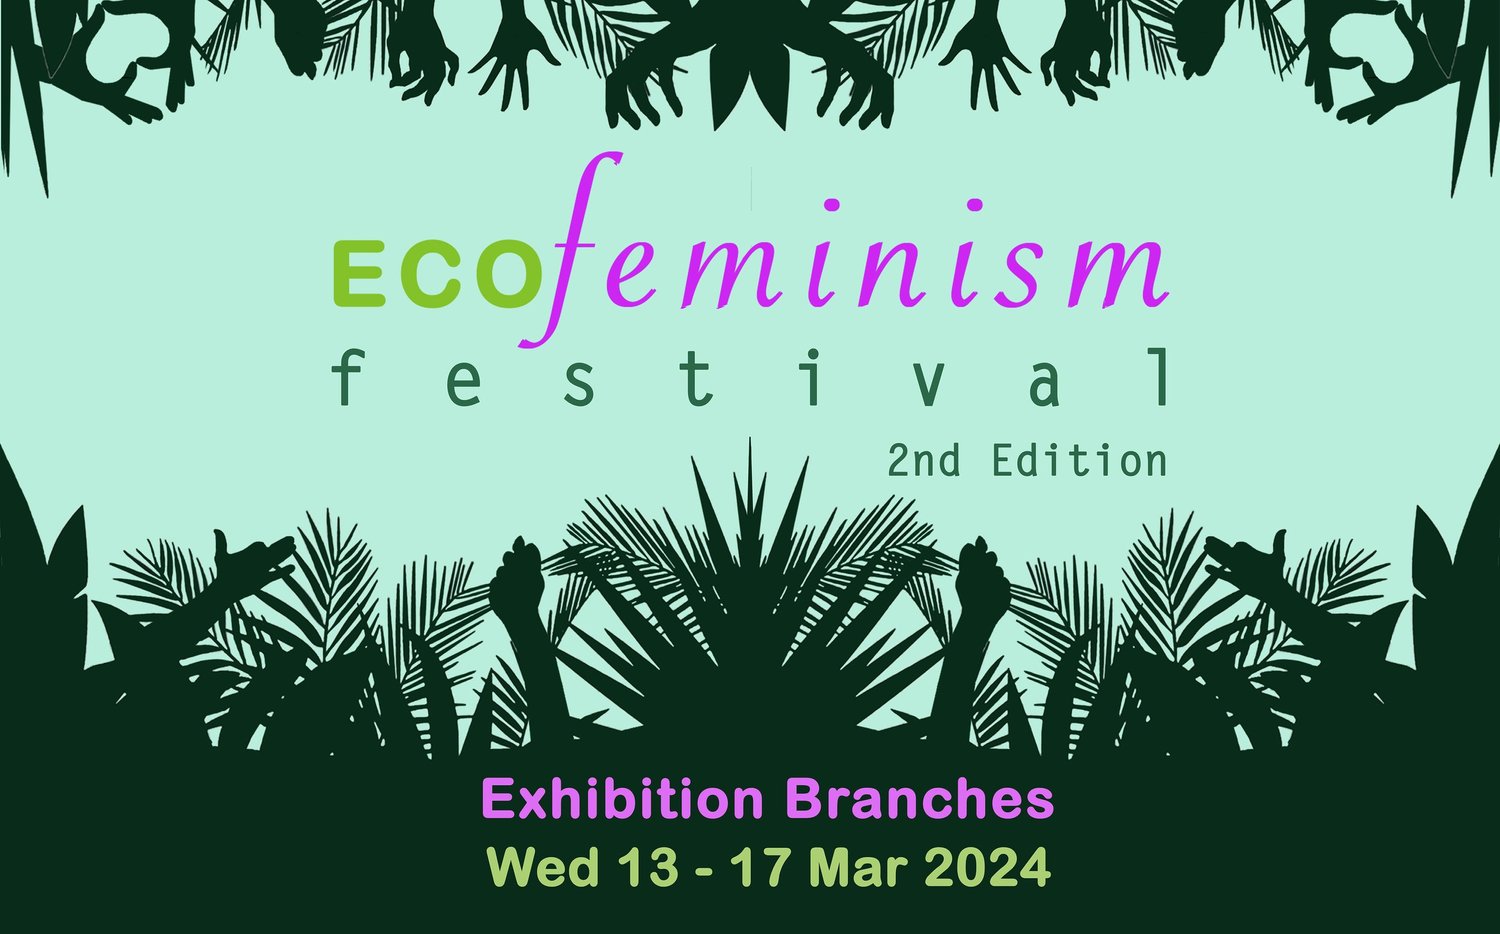 ECOfeminism
festival
2nd Edition
Exhibition Branches
Wed 13 - 17 Mar 2024